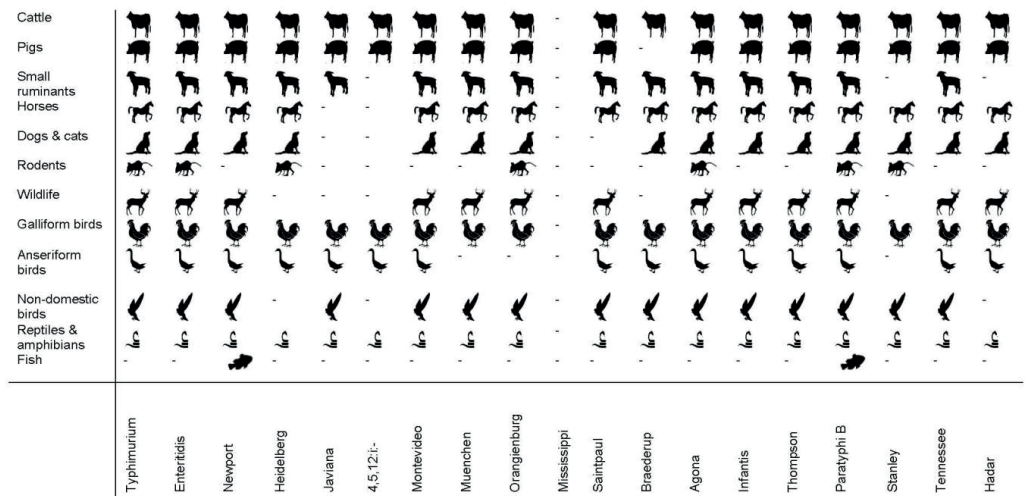 Cattle
Pigs
Small
ruminants
Horses
Dogs & cats
Rodents
Wildlife
Galliform birds
Anseriform
birds
Non-domestic
birds
Reptiles &
amphibians
Fish
Typhimurium
Enteritidis
Newport
Heidelberg
Javiana
4,5,12:i:-
Montevideo
Muenchen
Orangienburg
Mississippi
Saintpaul
Braederup
Agona
Infantis
Thompson
Paratyphi B
Stanley
Tennessee
Hadar